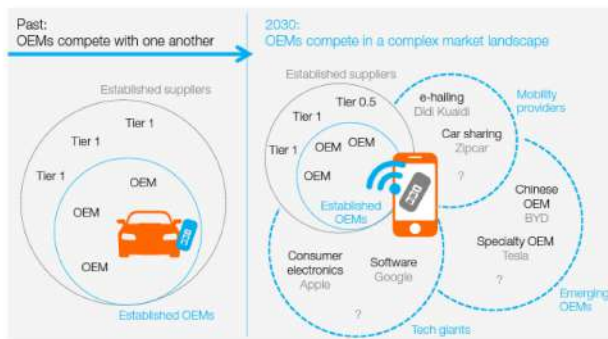 Past:
OEMs compete with one another
Established suppliers
Tier 1
Tier 1
Tier 1
OEM
OEM
OEM
Established OEMs
2030:
OEMs compete in a complex market landscape
Established suppliers
Tier 0.5
Tier 1
Tier 1
OEM
OEM
OEM
Established OEMs
e-hailing
Didi Kuaidi
Car sharing
Zipcar
?
Mobility
providers
Chinese
OEM
BYD
Specialty OEM
Tesla
?
Emerging
OEMs
Consumer
electronics
Apple
Software
Google
?
Tech giants